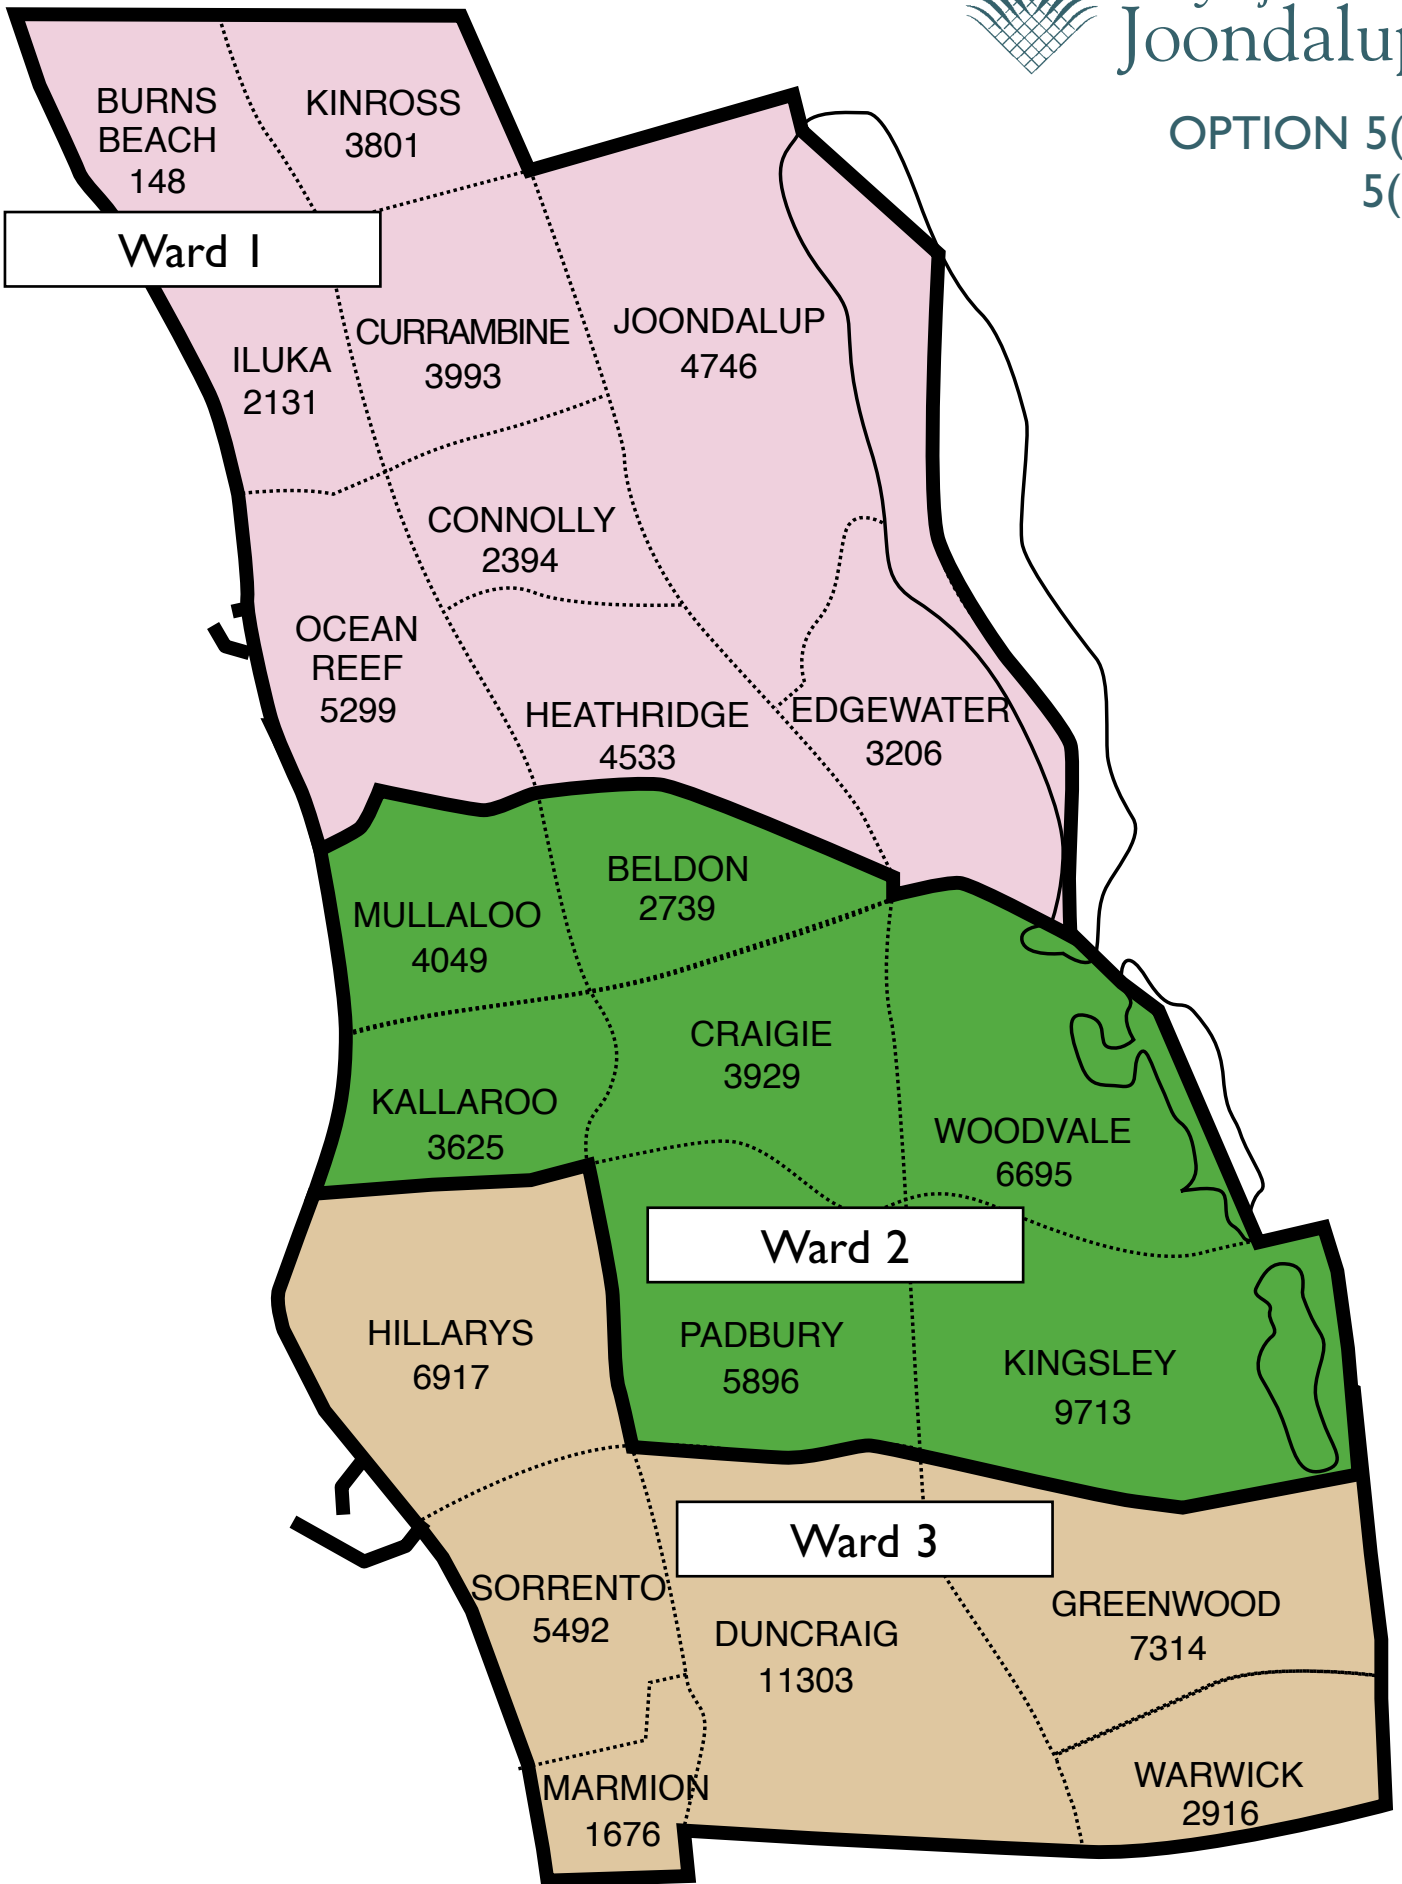 Joondalup
OPTION 5(
5(
BURNS
BEACH
148
KINROSS
3801
Ward 1
ILUKA
2131
CURRAMBINE
3993
JOONDALUP
4746
CONNOLLY
2394
OCEAN
REEF
5299
HEATHRIDGE
4533
EDGEWATER
3206
MULLALOO
4049
BELDON
2739
CRAIGIE
3929
KALLAROO
3625
WOODVALE
6695
Ward 2
HILLARYS
6917
PADBURY
5896
KINGSLEY
9713
Ward 3
SORRENTO
5492
DUNCRAIG
11303
GREENWOOD
7314
MARMION
1676
WARWICK
2916